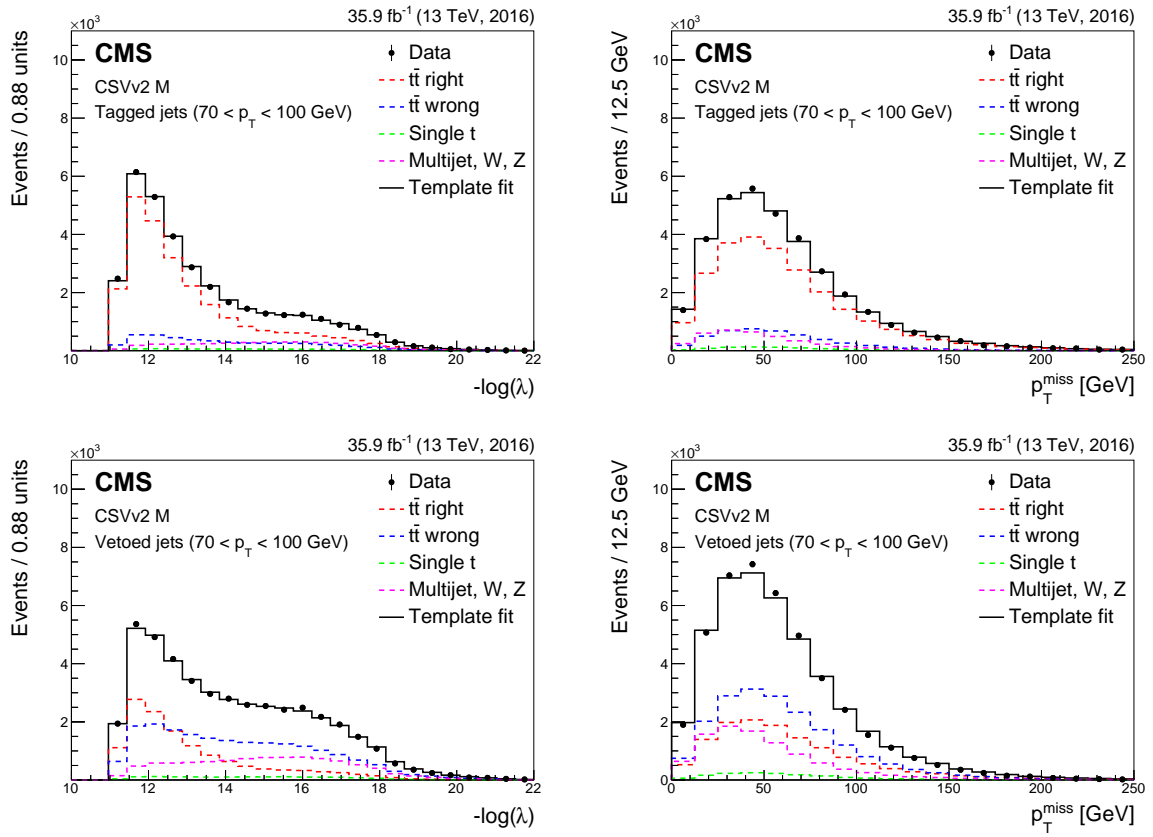 35.9 fb⁻¹ (13 TeV, 2016)
×10³
10
8
6
4
2
Events / 0.88 units
CMS
CSVv2 M
Tagged jets (70 < p_T < 100 GeV)
Data
tt̄ right
tt̄ wrong
Single t
Multijet, W, Z
Template fit
10 12 14 16 18 20 22
-log(λ)
35.9 fb⁻¹ (13 TeV, 2016)
×10³
10
8
6
4
2
0
Events / 12.5 GeV
CMS
CSVv2 M
Tagged jets (70 < p_T < 100 GeV)
Data
tt̄ right
tt̄ wrong
Single t
Multijet, W, Z
Template fit
0 50 100 150 200 250
p_T^miss [GeV]
35.9 fb⁻¹ (13 TeV, 2016)
×10³
10
8
6
4
2
Events / 0.88 units
CMS
CSVv2 M
Vetoed jets (70 < p_T < 100 GeV)
Data
tt̄ right
tt̄ wrong
Single t
Multijet, W, Z
Template fit
10 12 14 16 18 20 22
-log(λ)
35.9 fb⁻¹ (13 TeV, 2016)
×10³
10
8
6
4
2
0
Events / 12.5 GeV
CMS
CSVv2 M
Vetoed jets (70 < p_T < 100 GeV)
Data
tt̄ right
tt̄ wrong
Single t
Multijet, W, Z
Template fit
0 50 100 150 200 250
p_T^miss [GeV]